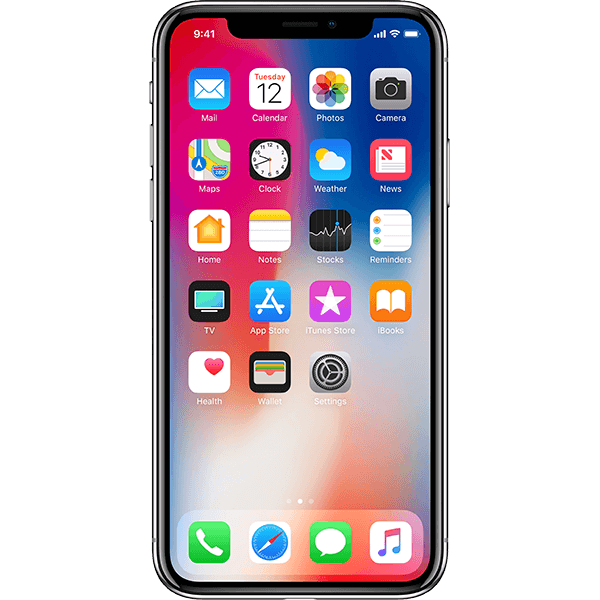 9:41
Tuesday
12
Mail
Calendar
Photos
Camera
280
Maps
Clock
Weather
News
Home
Notes
Stocks
Reminders
TV
App Store
iTunes Store
iBooks
Health
Wallet
Settings